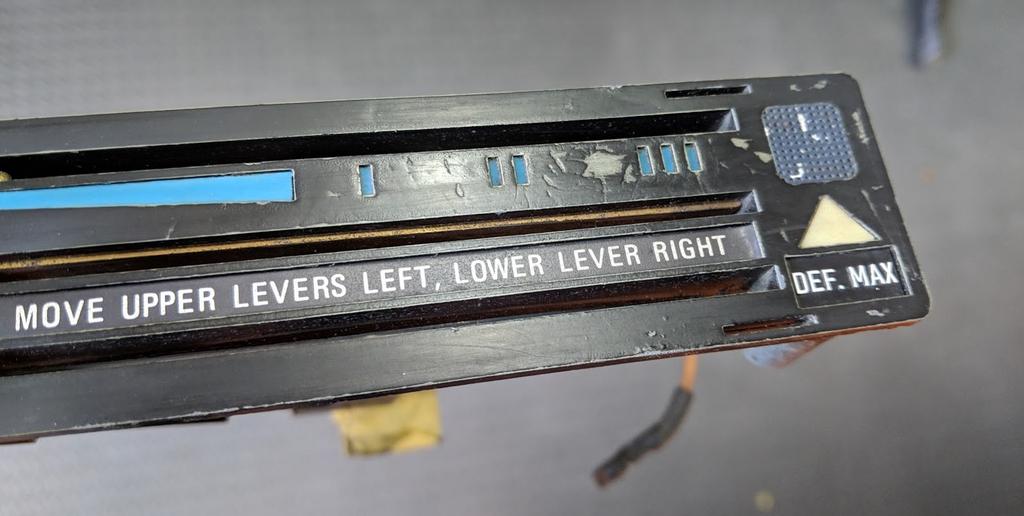 MOVE UPPER LEVERS LEFT, LOWER LEVER RIGHT
DEF. MAX